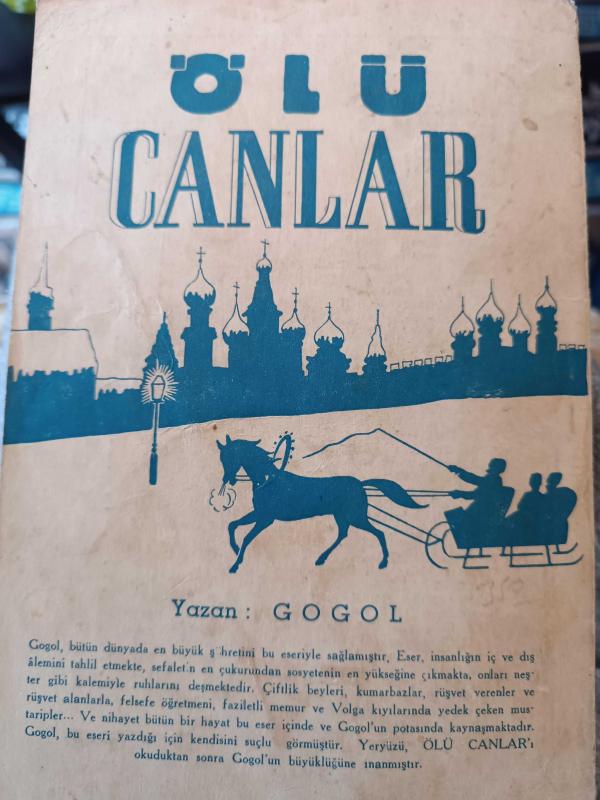 ÖLÜ
CANLAR
Yazan : GOGOL
Gogol, bütün dünyada en büyük ş hretini bu eseriyle sağlamıştır, Eser, insanlığın iç ve dış
âlemini tahlil etmekte, sefaletin en çukurundan sosyetenin en yükseğine çıkmakta, onları neş-
ter gibi kalemiyle ruhlarını deşmektedir. Çiftlik beyleri, kumarbazlar, rüşvet verenler ve
rüşvet alanlarla, felsefe öğretmeni, faziletli memur ve Volga kıyılarında yedek çeken mus-
taripler... Ve nihayet bütün bir hayat bu eser içinde ve Gogol'un potasında kaynaşmaktadır.
Gogol, bu eseri yazdığı için kendisini suçlu görmüştür. Yeryüzü, ÖLÜ CANLAR'ı
okuduktan sonra Gogol'un büyüklüğüne inanmıştır.